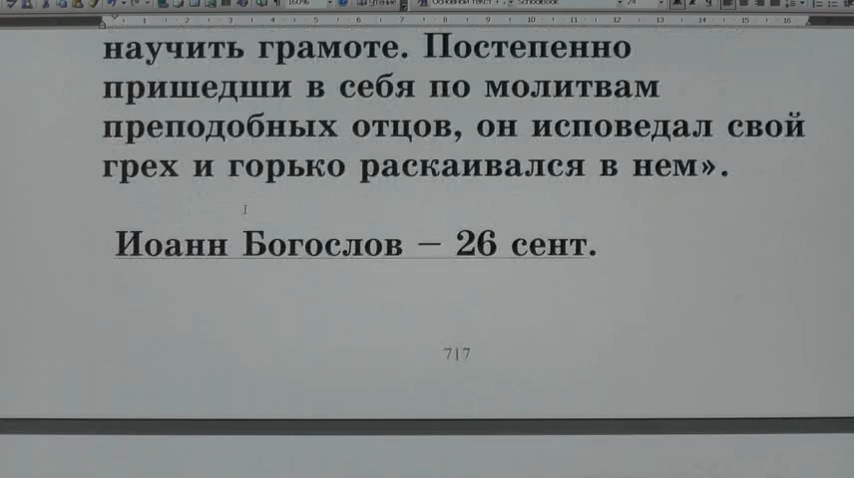 научить грамоте. Постепенно
пришедши в себя по молитвам
преподобных отцов, он исповедал свой
грех и горько раскаивался в нем».
Иоанн Богослов – 26 сент.
717